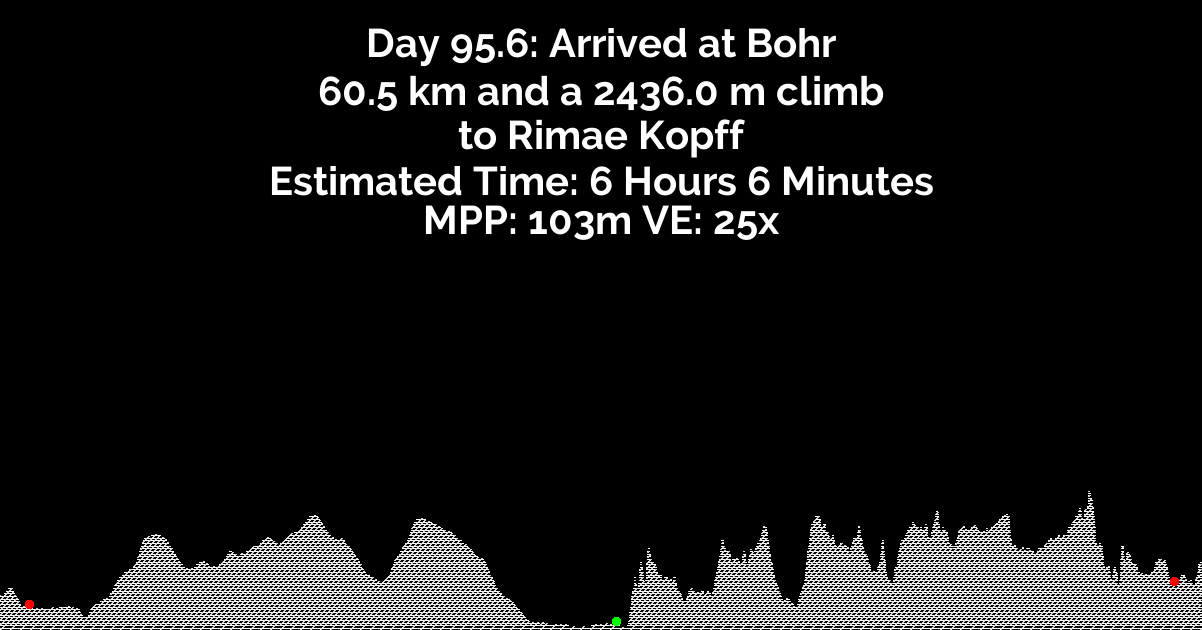 Day 95.6: Arrived at Bohr
60.5 km and a 2436.0 m climb
to Rimae Kopff
Estimated Time: 6 Hours 6 Minutes
MPP: 103m VE: 25x